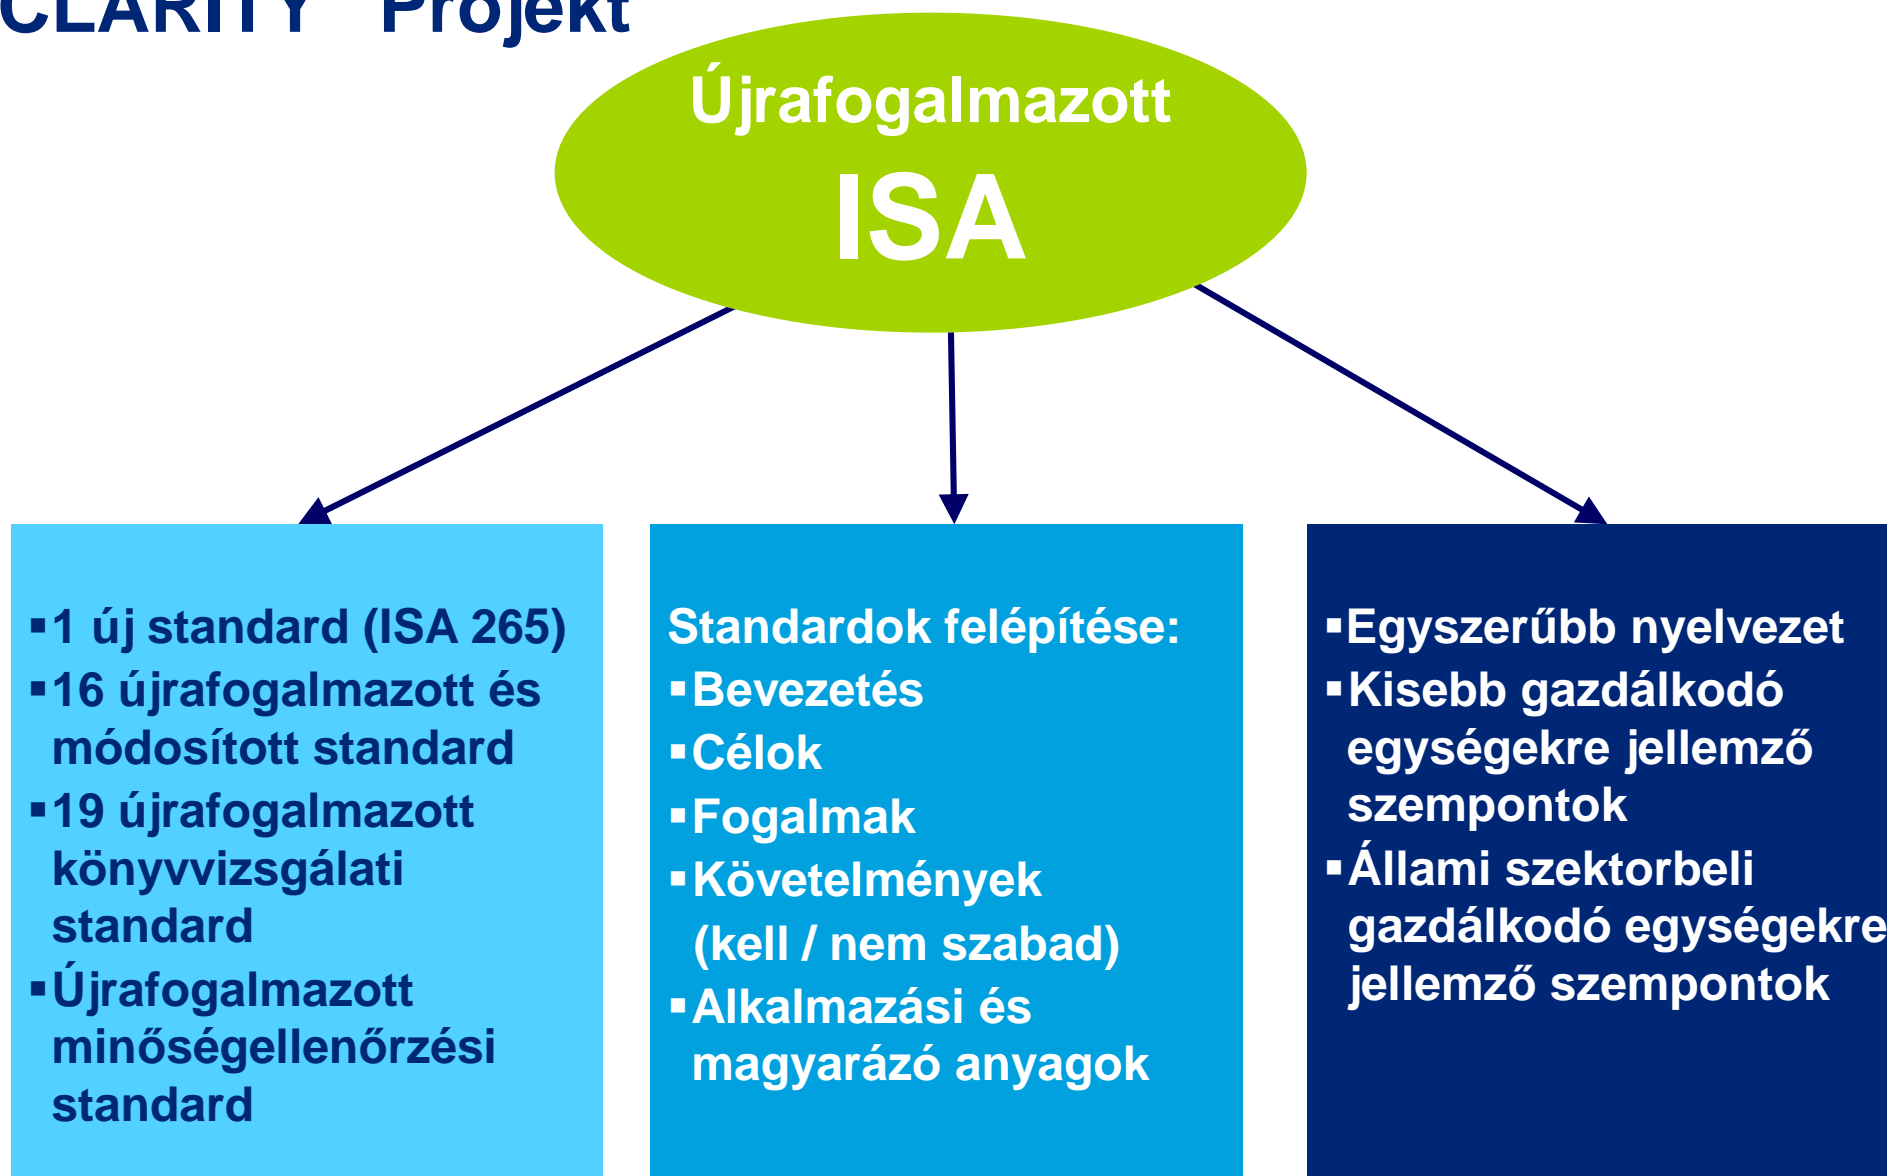 CLARITY" Projekt
Újrafogalmazott
ISA
▪1 új standard (ISA 265)
▪16 újrafogalmazott és
módosított standard
▪19 újrafogalmazott
könyvvizsgálati
standard
▪Újrafogalmazott
minőségellenőrzési
standard
Standardok felépítése:
▪Bevezetés
▪Célok
▪Fogalmak
▪Követelmények
(kell / nem szabad)
▪Alkalmazási és
magyarázó anyagok
▪Egyszerűbb nyelvezet
▪Kisebb gazdálkodó
egységekre jellemző
szempontok
▪Állami szektorbeli
gazdálkodó egységekre
jellemző szempontok